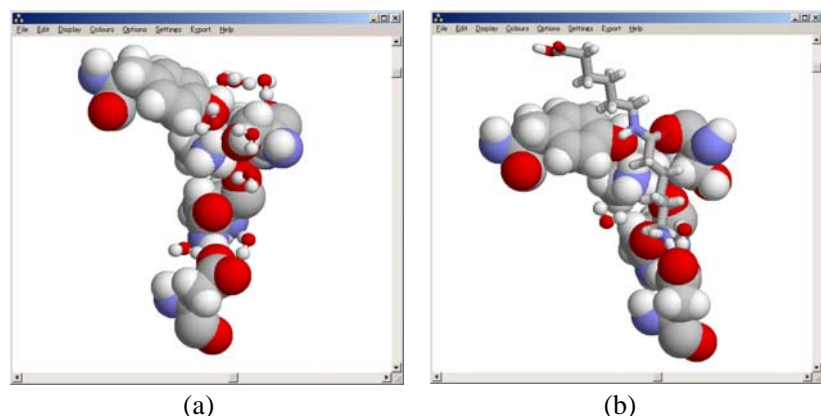 File Edit Display Colours Options Settings Export Help
File Edit Display Colours Options Settings Export Help
(a)
(b)